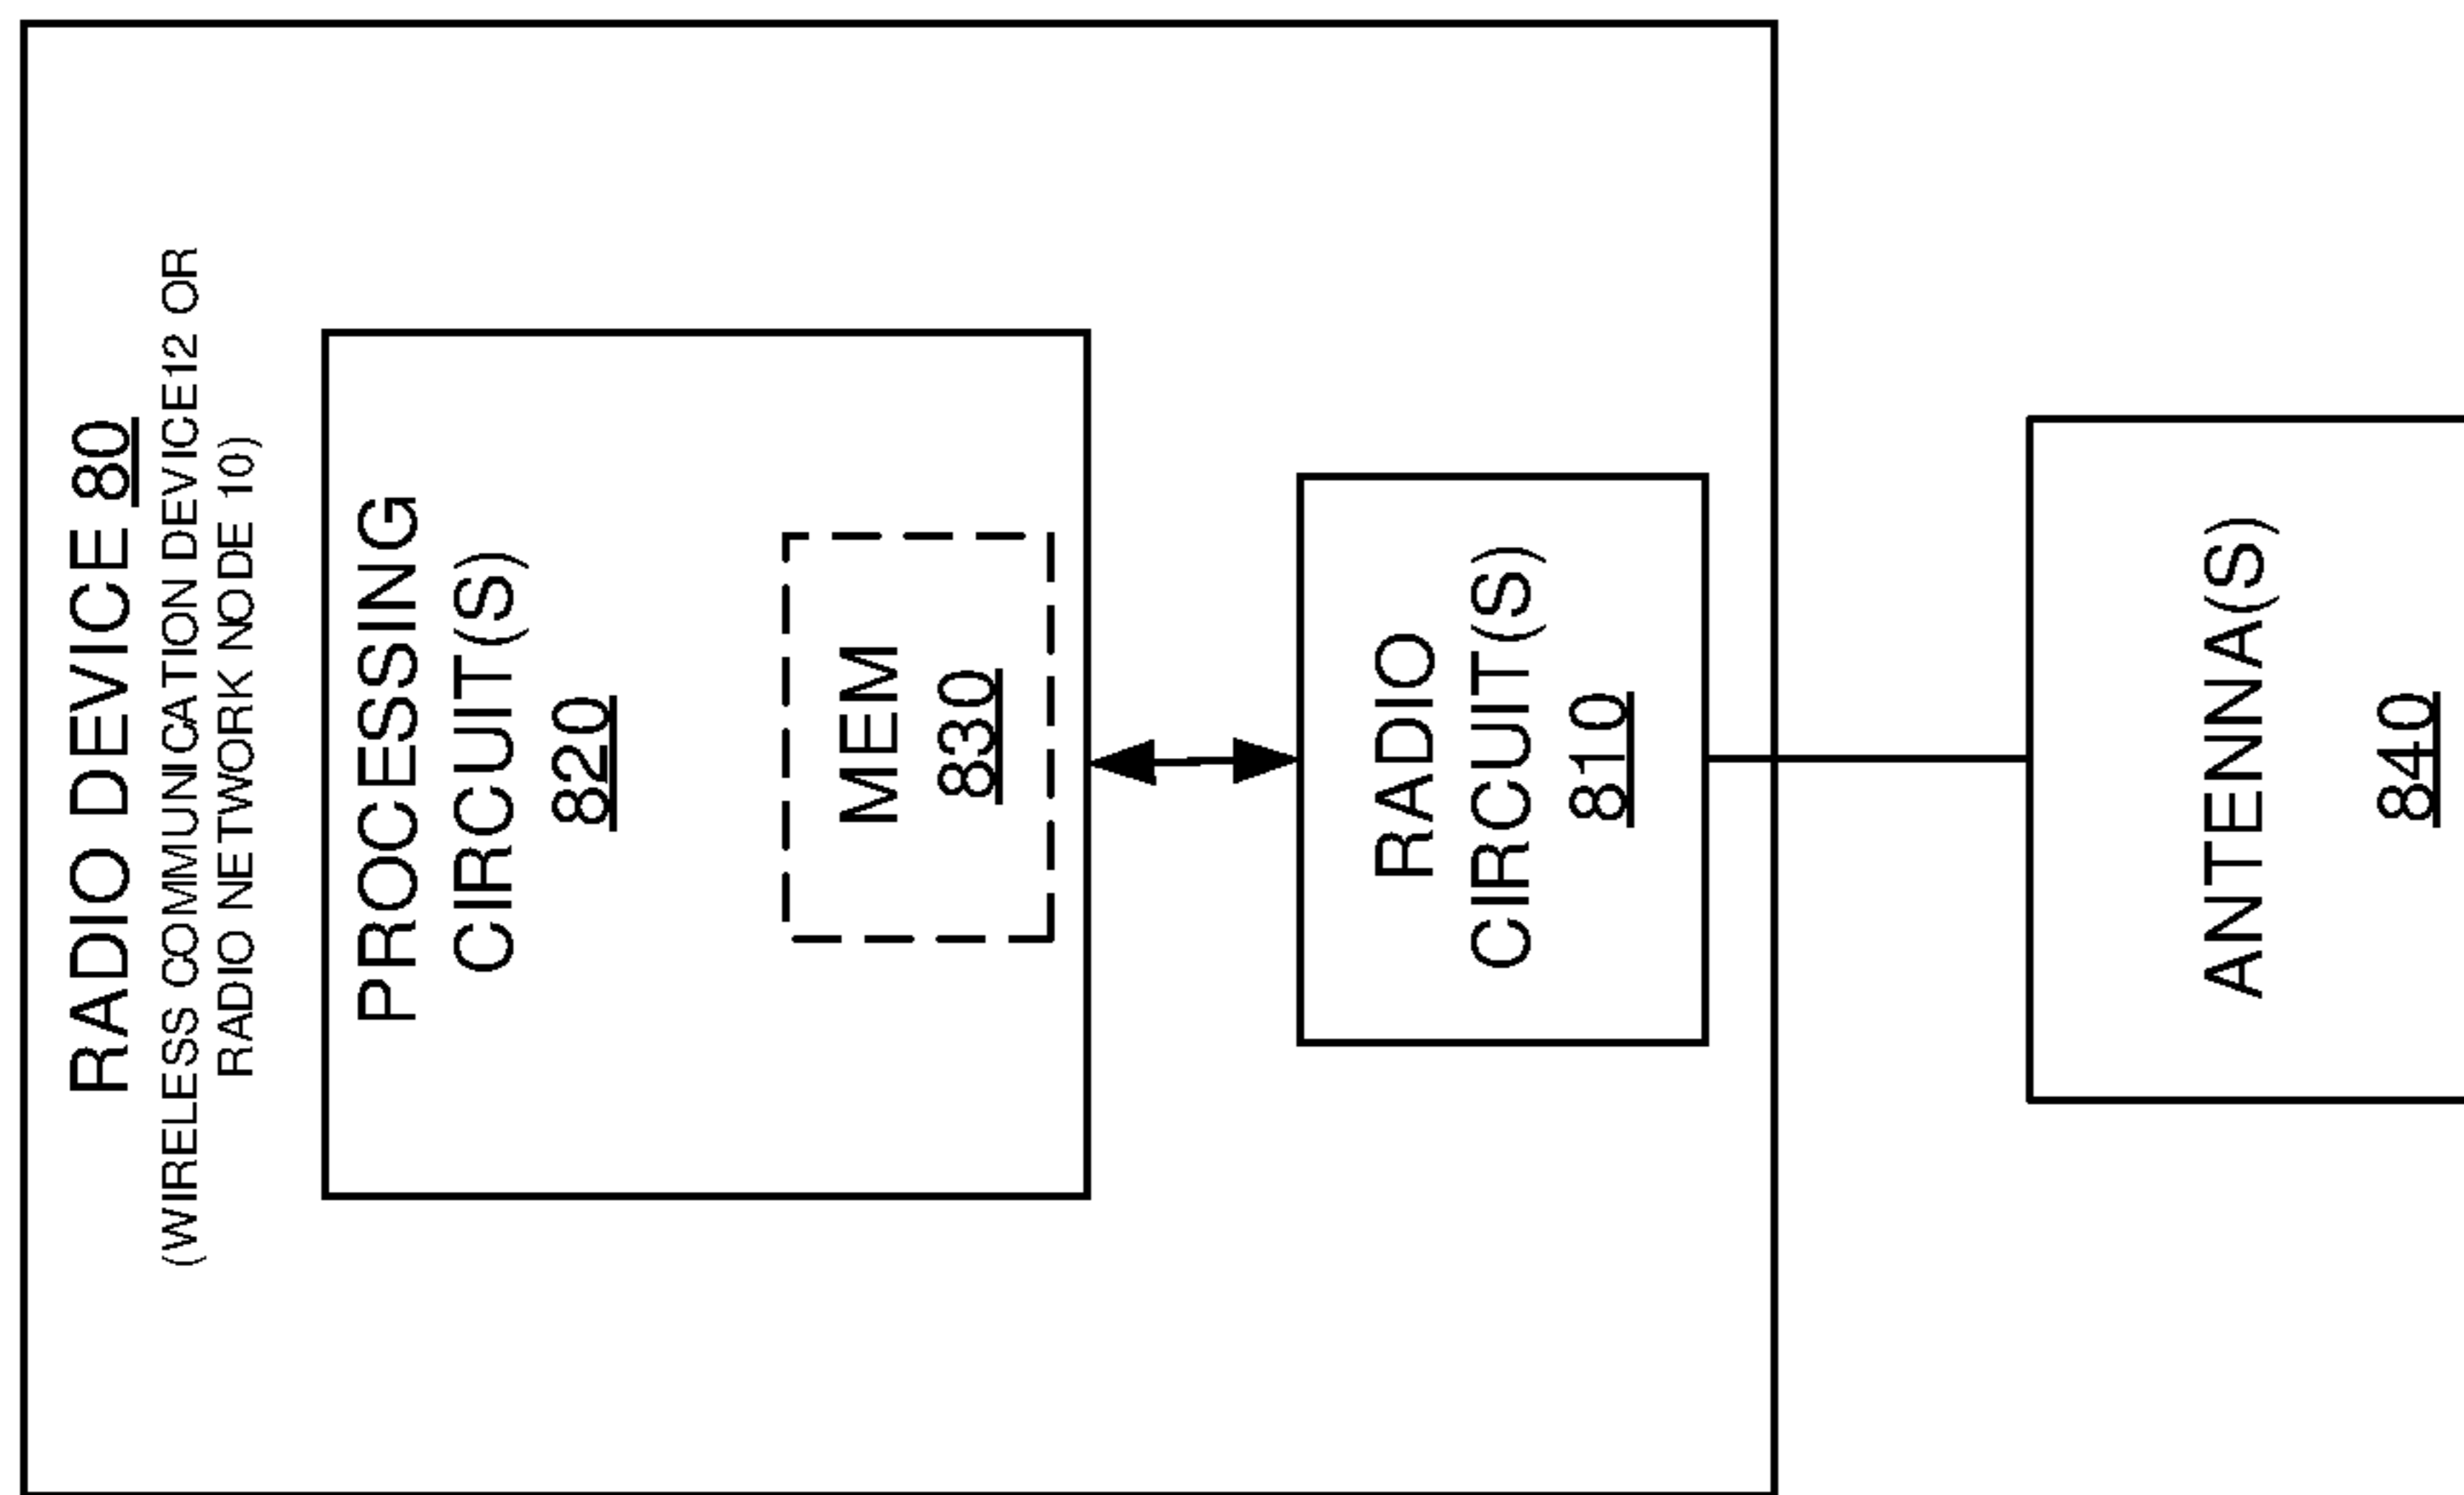 RADIO DEVICE 80
(WIRELESS COMMUNICATION DEVICE12 OR
RADIO NETWORK NODE 10)
PROCESSING
CIRCUIT(S)
820
MEM
830
RADIO
CIRCUIT(S)
810
ANTENNA(S)
840